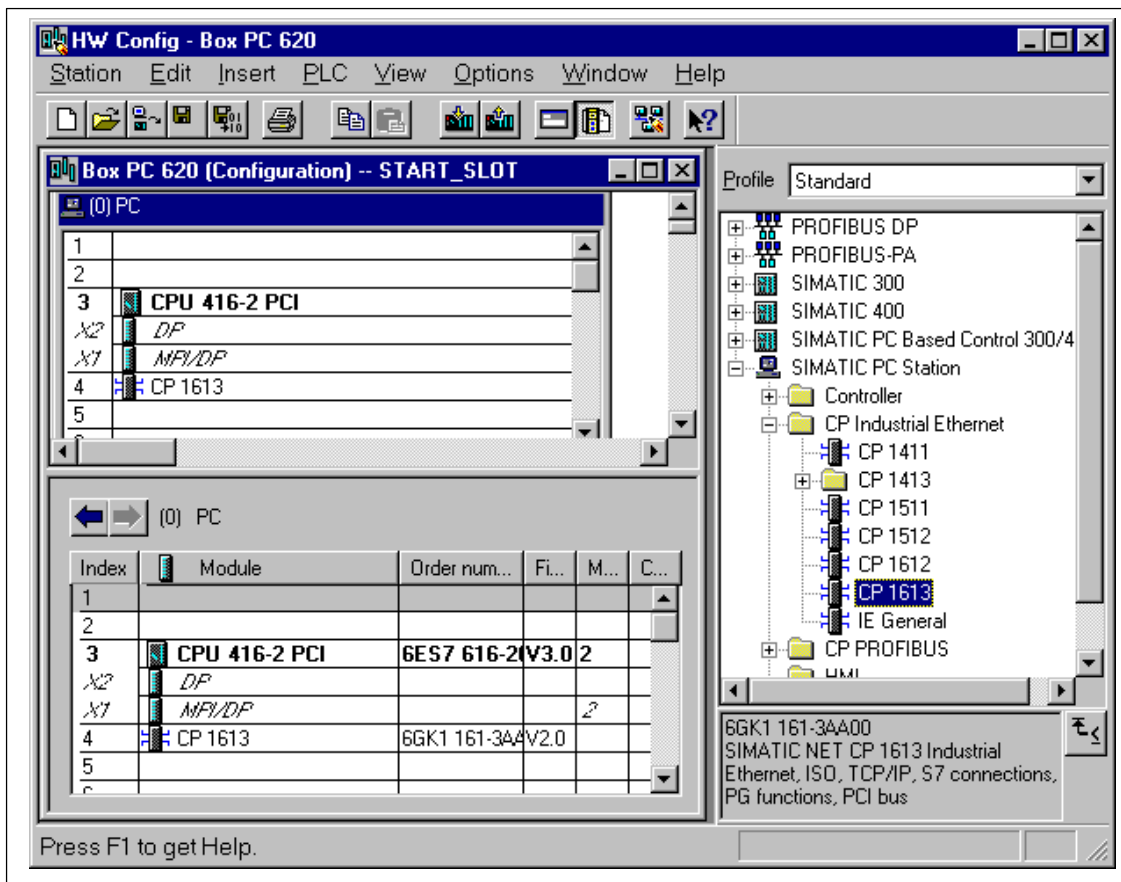 HW Config - Box PC 620
Station Edit Insert PLC View Options Window Help
Box PC 620 (Configuration) -- START_SLOT
(0) PC
1
2
3 CPU 416-2 PCI
X2 DP
X1 MPI/DP
4 CP 1613
5
(0) PC
Index Module Order num... Fi... M... C...
1
2
3 CPU 416-2 PCI 6ES7 616-2 V3.0 2
X2 DP
X1 MPI/DP 2
4 CP 1613 6GK1 161-3AA V2.0
5
Profile Standard
PROFIBUS DP
PROFIBUS-PA
SIMATIC 300
SIMATIC 400
SIMATIC PC Based Control 300/4
SIMATIC PC Station
Controller
CP Industrial Ethernet
CP 1411
CP 1413
CP 1511
CP 1512
CP 1612
CP 1613
IE General
CP PROFIBUS
HMI
6GK1 161-3AA00
SIMATIC NET CP 1613 Industrial
Ethernet, ISO, TCP/IP, S7 connections,
PG functions, PCI bus
Press F1 to get Help.